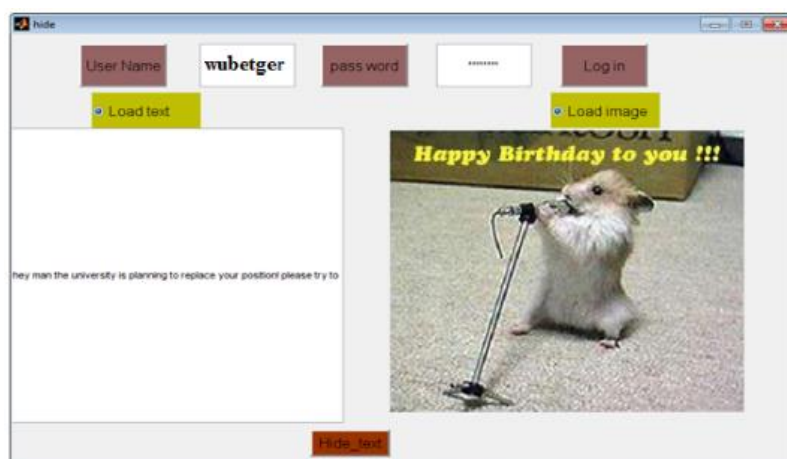 hide
User Name
wubetger
pass word
********
Log in
Load text
Load image
Happy Birthday to you !!!
hey man the university is planning to replace your position! please try to
Hide_text